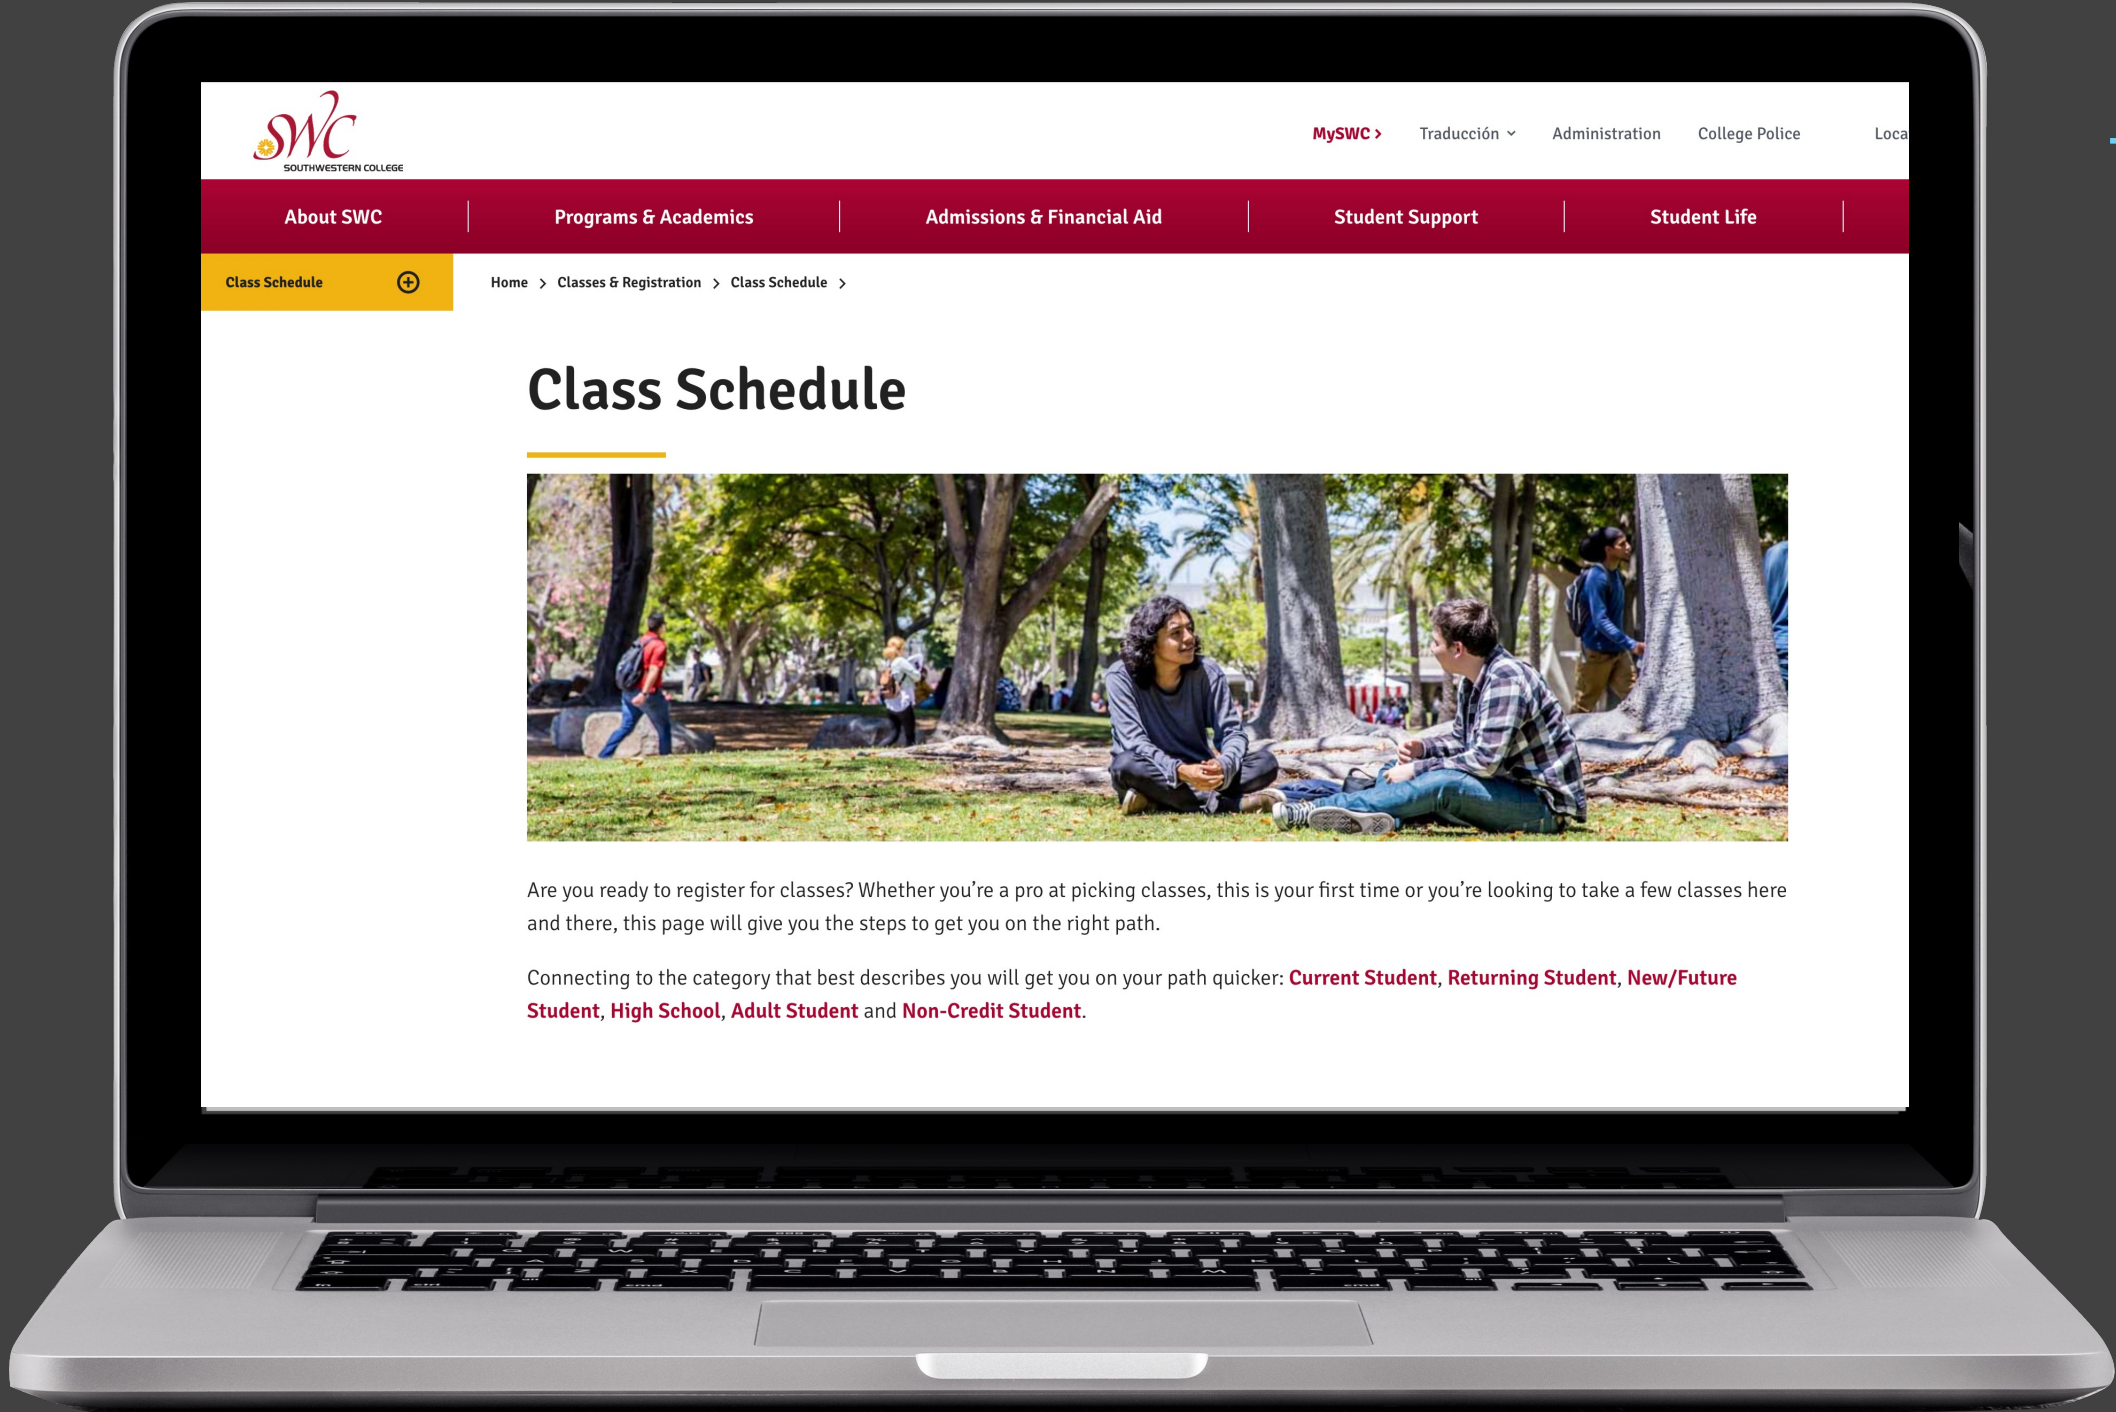 SWC
SOUTHWESTERN COLLEGE
MySWC Traducción Administration College Police Loca
About SWC Programs & Academics Admissions & Financial Aid Student Support Student Life
Class Schedule Home Classes & Registration Class Schedule
Class Schedule
Are you ready to register for classes? Whether you're a pro at picking classes, this is your first time or you're looking to take a few classes here
and there, this page will give you the steps to get you on the right path.
Connecting to the category that best describes you will get you on your path quicker: Current Student, Returning Student, New/Future
Student, High School, Adult Student and Non-Credit Student.